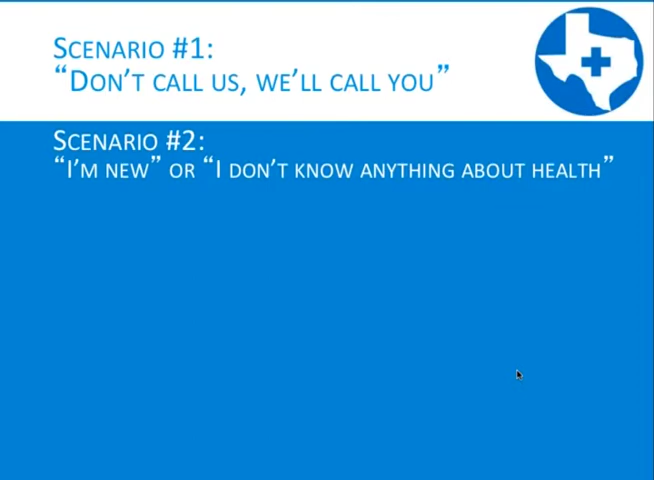 SCENARIO #1:
“DON’T CALL US, WE’LL CALL YOU”
SCENARIO #2:
“I’M NEW” OR “I DON’T KNOW ANYTHING ABOUT HEALTH”